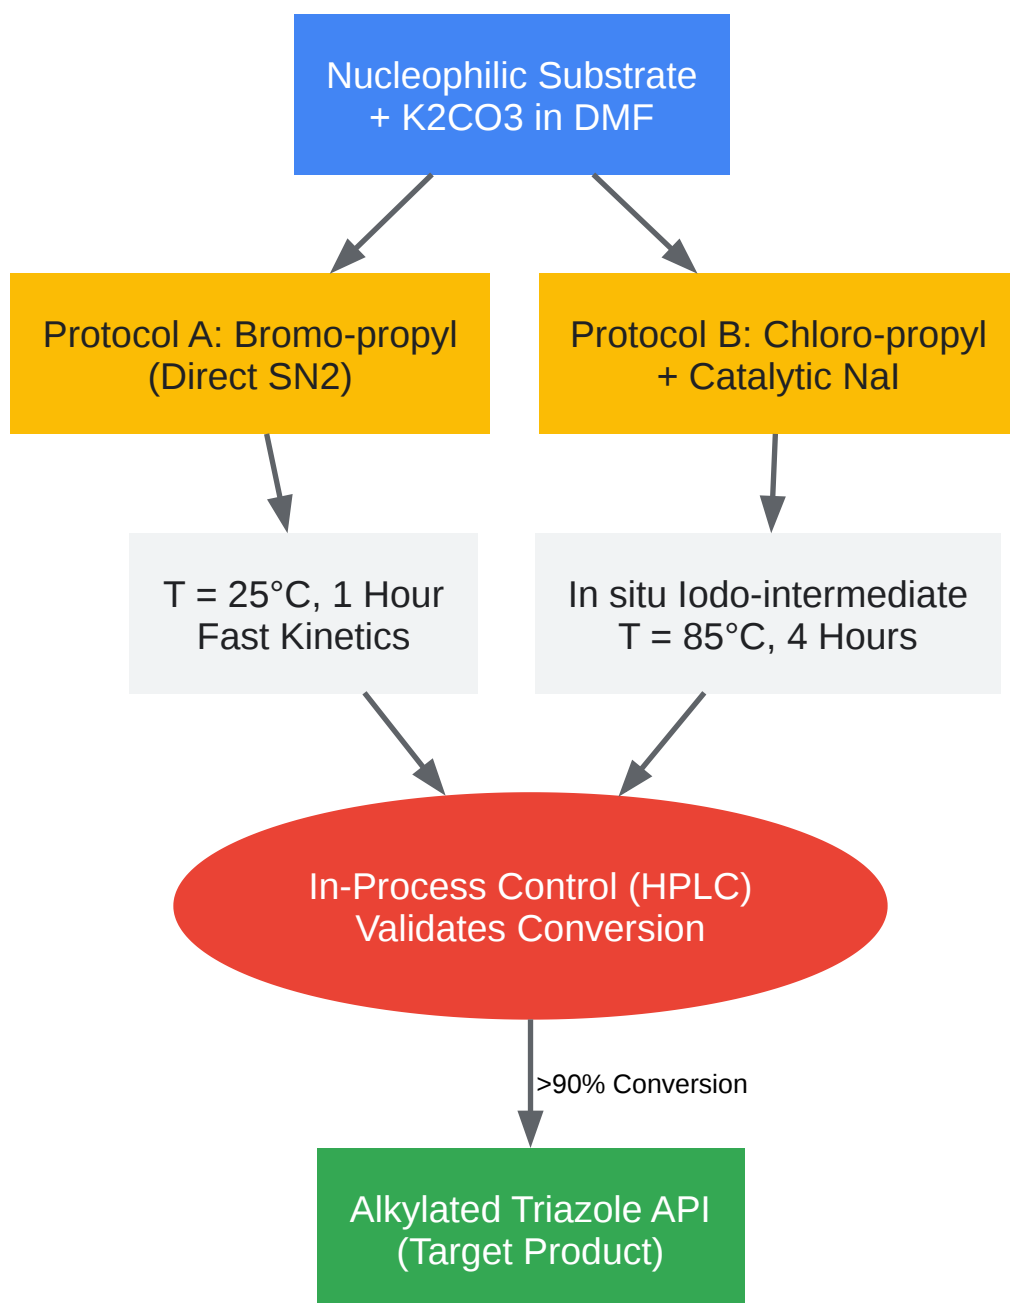 Nucleophilic Substrate
+ K2CO3 in DMF
Protocol A: Bromo-propyl
(Direct SN2)
Protocol B: Chloro-propyl
+ Catalytic NaI
T = 25°C, 1 Hour
Fast Kinetics
In situ Iodo-intermediate
T = 85°C, 4 Hours
In-Process Control (HPLC)
Validates Conversion
>90% Conversion
Alkylated Triazole API
(Target Product)